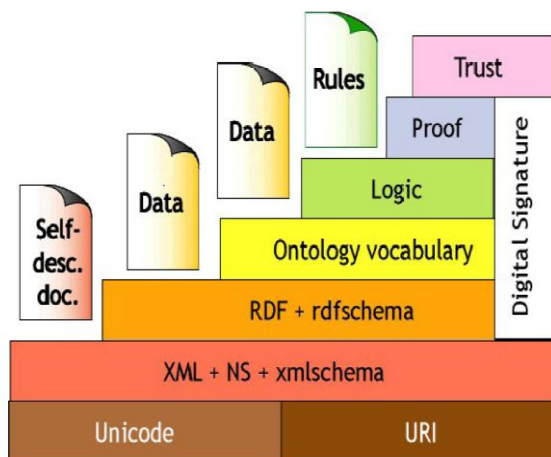 Rules
Trust
Data
Proof
Data
Logic
Self-
desc.
doc.
Ontology vocabulary
Digital Signature
RDF + rdfschema
XML + NS + xmlschema
Unicode
URI